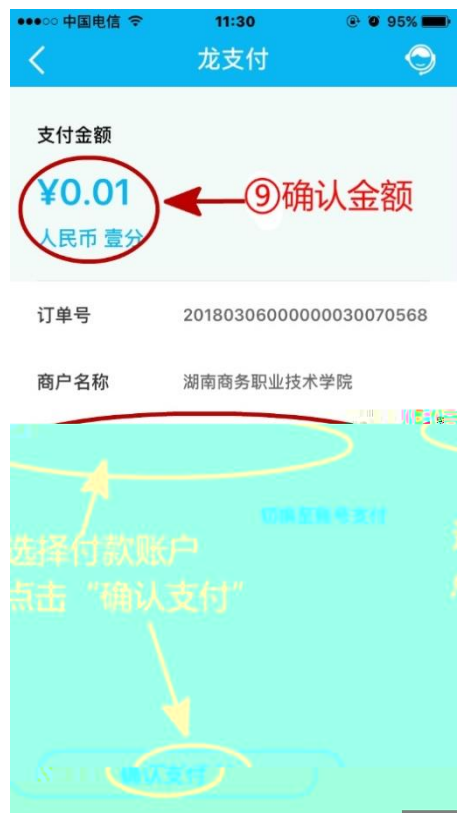 中国电信 11:30 95%
龙支付
支付金额
¥0.01
⑨确认金额
人民币 壹分
订单号 20180306000000030070568
商户名称 湖南商务职业技术学院
切换至账号支付
选择付款账户
点击“确认支付”
确认支付